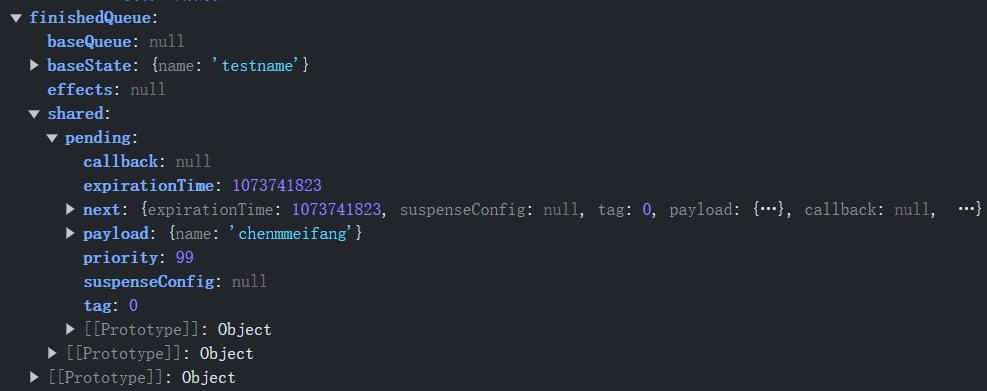 finishedQueue:
baseQueue: null
baseState: {name: 'testname'}
effects: null
shared:
pending:
callback: null
expirationTime: 1073741823
next: {expirationTime: 1073741823, suspenseConfig: null, tag: 0, payload: {…}, callback: null, …}
payload: {name: 'chenmmeifang'}
priority: 99
suspenseConfig: null
tag: 0
[[Prototype]]: Object
[[Prototype]]: Object
[[Prototype]]: Object